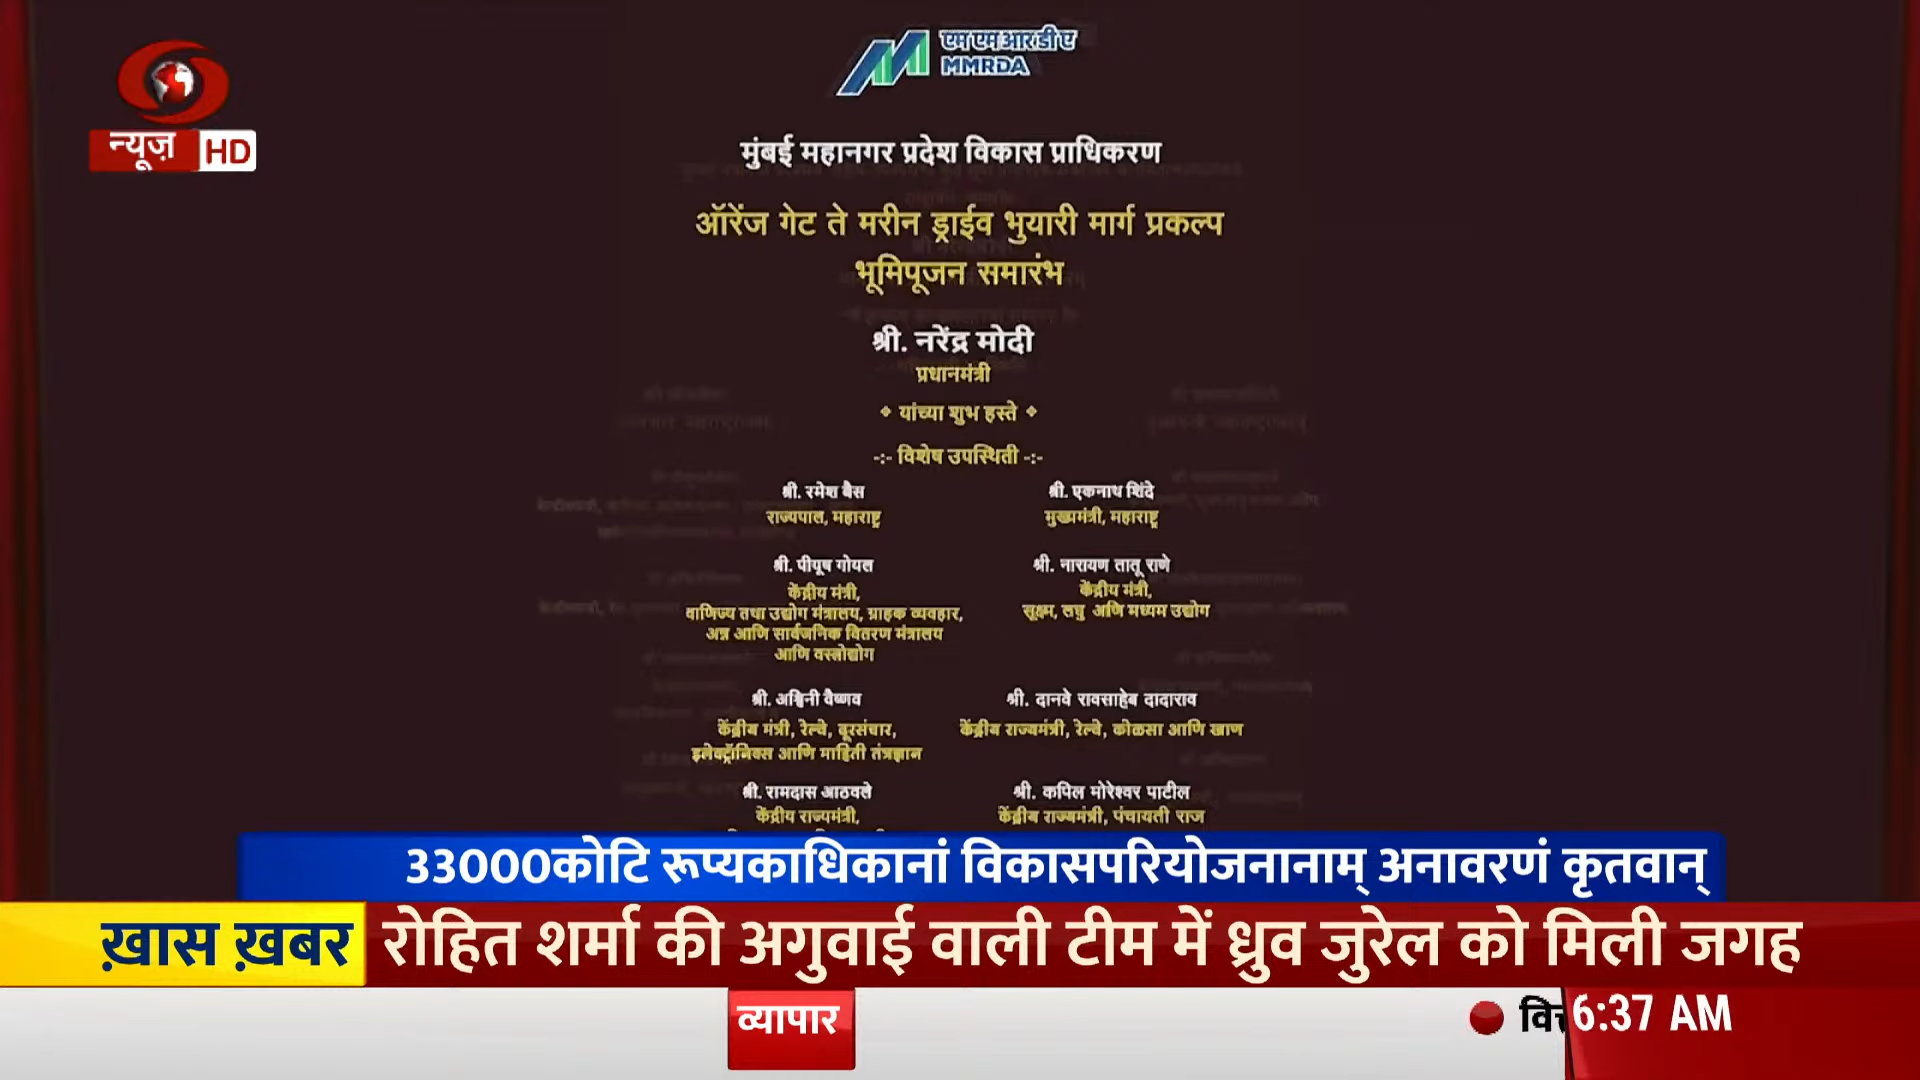 एमएमआरडीए
MMRDA
न्यूज़ HD
मुंबई महानगर प्रदेश विकास प्राधिकरण
ऑरेंज गेट ते मरीन ड्राईव भुयारी मार्ग प्रकल्प
भूमिपूजन समारंभ
श्री. नरेंद्र मोदी
प्रधानमंत्री
यांच्या शुभ हस्ते
-:- विशेष उपस्थिती -:-
श्री. रमेश बैस
राज्यपाल, महाराष्ट्र
श्री. एकनाथ शिंदे
मुख्यमंत्री, महाराष्ट्र
श्री. पीयूष गोयल
केंद्रीय मंत्री,
वाणिज्य तथा उद्योग मंत्रालय, ग्राहक व्यवहार,
अन्न आणि सार्वजनिक वितरण मंत्रालय
आणि वस्त्रोद्योग
श्री. नारायण तातू राणे
केंद्रीय मंत्री,
सूक्ष्म, लघु आणि मध्यम उद्योग
श्री. अश्विनी वैष्णव
केंद्रीय मंत्री, रेल्वे, दूरसंचार,
इलेक्ट्रॉनिक्स आणि माहिती तंत्रज्ञान
श्री. दानवे रावसाहेब दादाराव
केंद्रीय राज्यमंत्री, रेल्वे, कोळसा आणि खाण
श्री. रामदास आठवले
केंद्रीय राज्यमंत्री,
श्री. कपिल मोरेश्वर पाटील
केंद्रीय राज्यमंत्री, पंचायती राज
33000कोटि रूप्यकाधिकानां विकासपरियोजनानाम् अनावरणं कृतवान्
ख़ास ख़बर रोहित शर्मा की अगुवाई वाली टीम में ध्रुव जुरेल को मिली जगह
व्यापार
6:37 AM